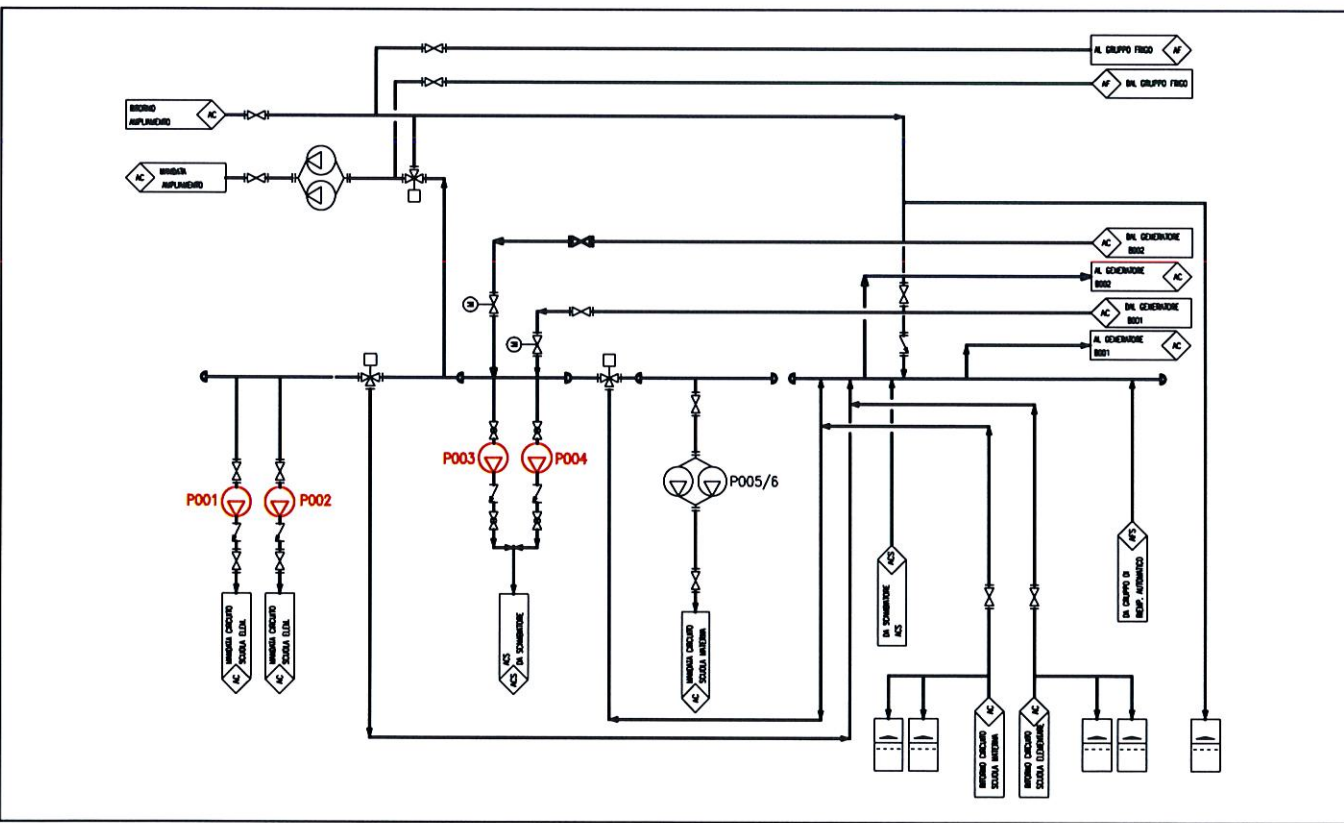 AL GRUPPO FRIGO
AF
AF
DAL GRUPPO FRIGO
RITORNO
AMPLIAMENTO
AC
AC
MANDATA
AMPLIAMENTO
AC
DAL GENERATORE
B002
AL GENERATORE
B002
AC
AC
DAL GENERATORE
B001
AL GENERATORE
B001
AC
M
M
P003
P004
P001
P002
P005/6
MANDATA CIRCUITO
SCUOLA ELEM.
AC
MANDATA CIRCUITO
SCUOLA ELEM.
AC
ACS
DA SCAMBIATORE
ACS
MANDATA CIRCUITO
SCUOLA MATERNA
AC
ACS
DA SCAMBIATORE
ACS
AFS
DA GRUPPO DI
RIEMP. AUTOMATICO
AC
RITORNO CIRCUITO
SCUOLA MATERNA
AC
RITORNO CIRCUITO
SCUOLA ELEMENTARE